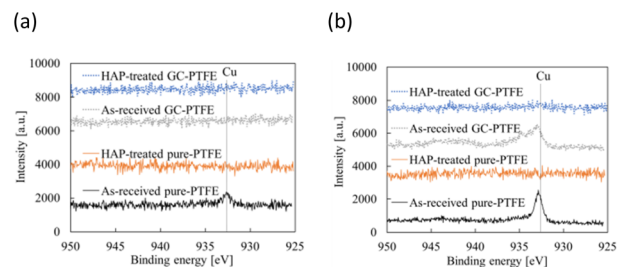 (a)
(b)
Cu
10000
HAP-treated GC-PTFE
8000
As-received GC-PTFE
6000
HAP-treated pure-PTFE
4000
As-received pure-PTFE
2000
0
950 945 940 935 930 925
Binding energy [eV]
Intensity [a.u.]
Cu
10000
HAP-treated GC-PTFE
8000
As-received GC-PTFE
6000
HAP-treated pure-PTFE
4000
As-received pure-PTFE
2000
0
950 945 940 935 930 925
Binding energy [eV]
Intensity [a.u.]